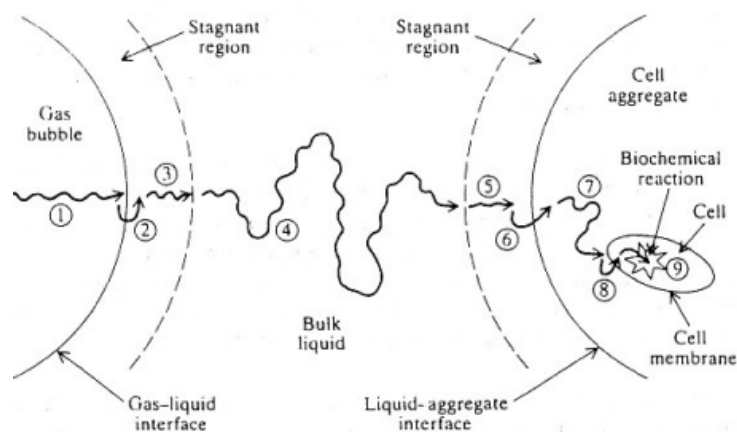 Stagnant
region
Stagnant
region
Gas
bubble
Cell
aggregate
Biochemical
reaction
Cell
①
②
③
④
⑤
⑥
⑦
⑧
⑨
Bulk
liquid
Cell
membrane
Gas–liquid
interface
Liquid-aggregate
interface